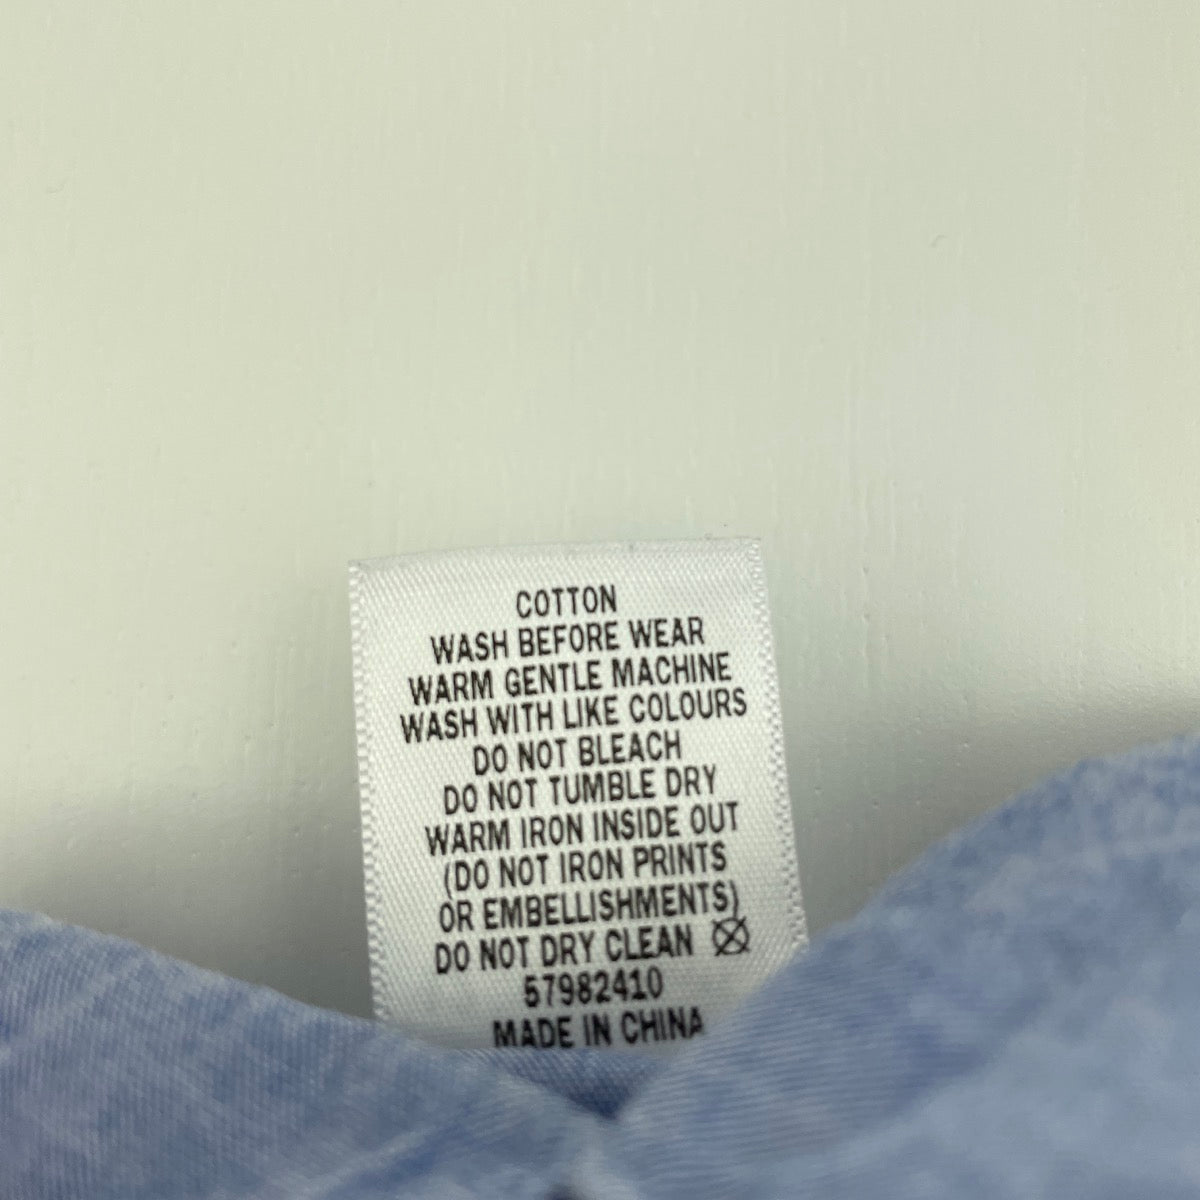 COTTON
WASH BEFORE WEAR
WARM GENTLE MACHINE
WASH WITH LIKE COLOURS
DO NOT BLEACH
DO NOT TUMBLE DRY
WARM IRON INSIDE OUT
(DO NOT IRON PRINTS
OR EMBELLISHMENTS)
DO NOT DRY CLEAN
57982410
MADE IN CHINA